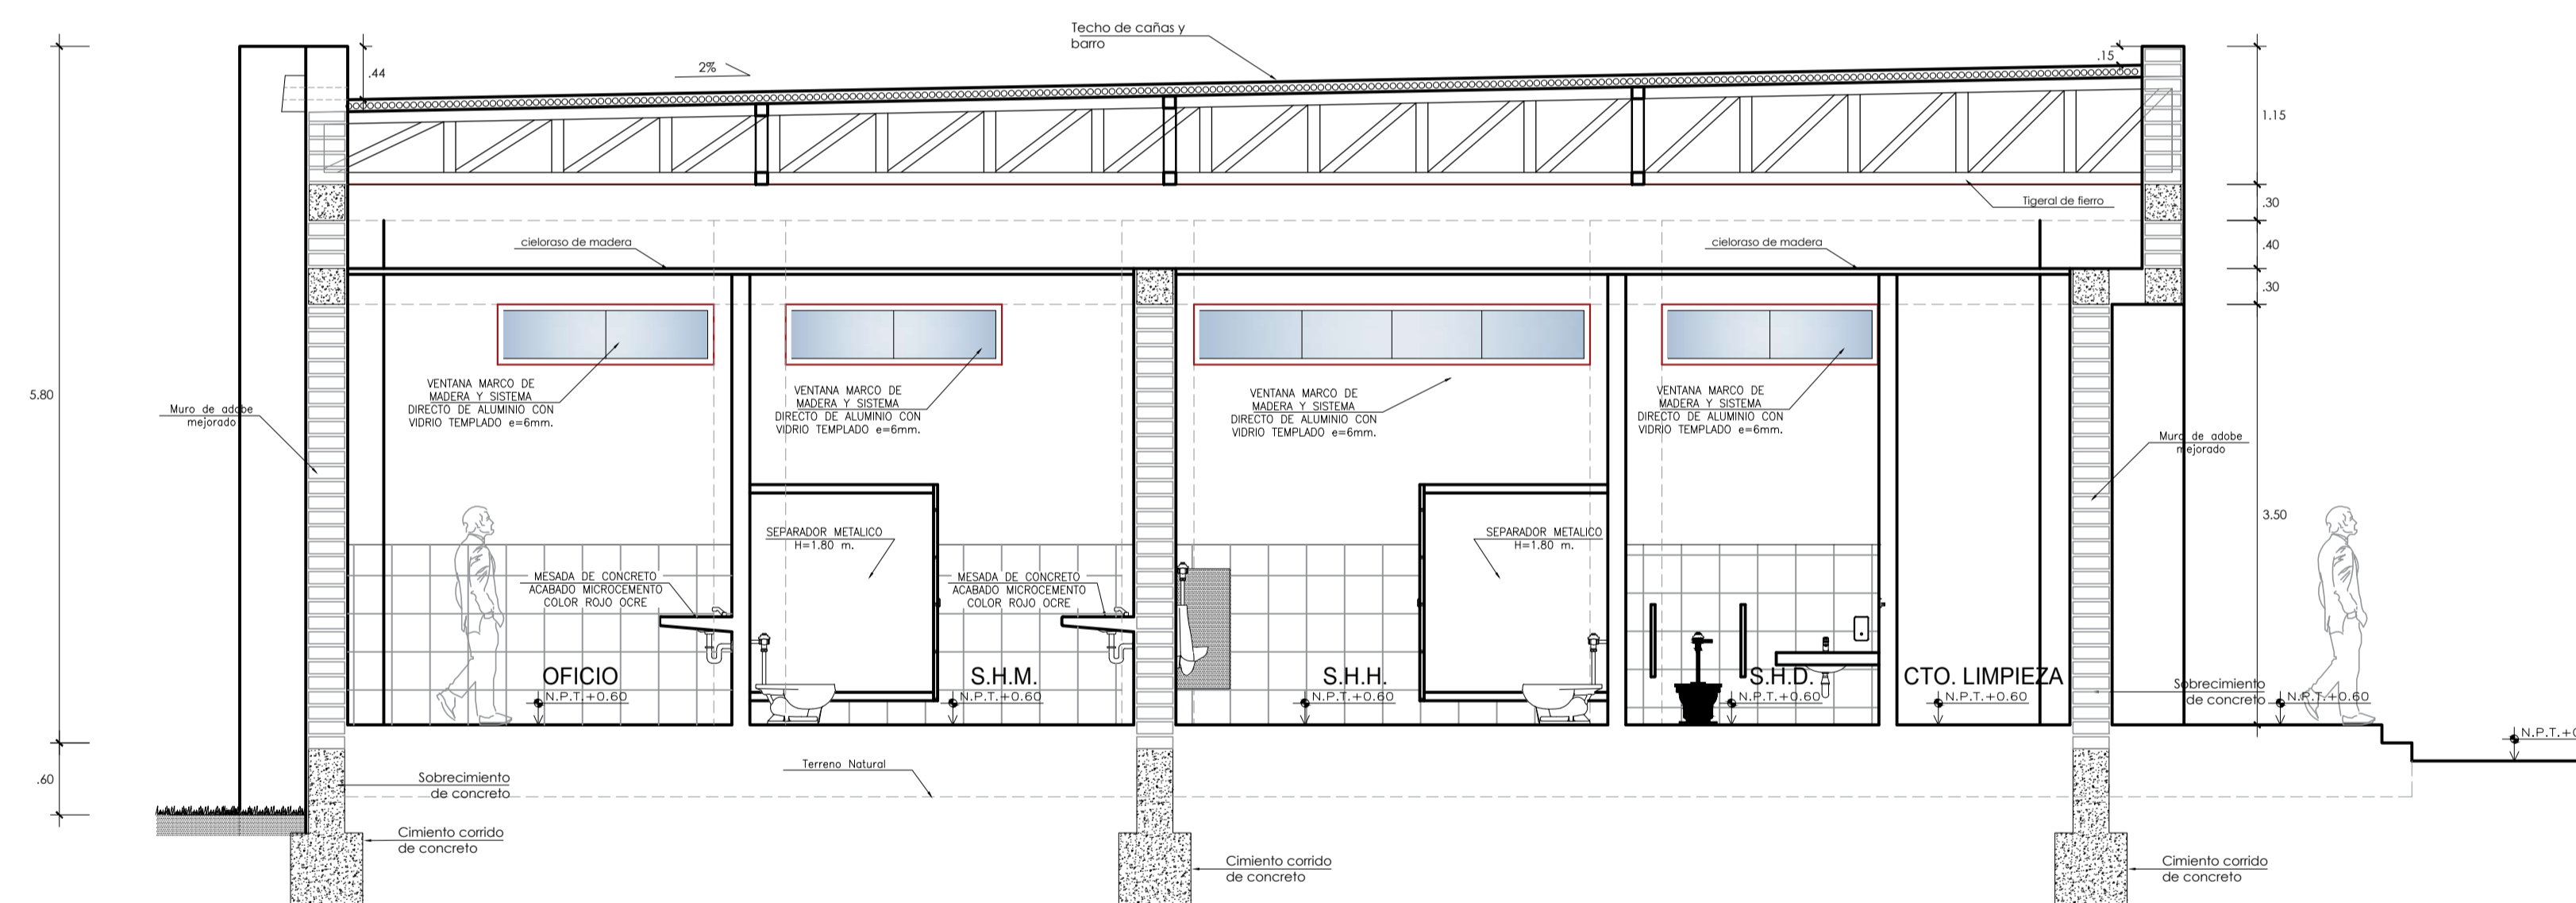 Techo de cañas y
barro
.44
2%
.15
1.15
Tigeral de fierro
.30
cieloraso de madera
cieloraso de madera
.40
.30
5.80
VENTANA MARCO DE
MADERA Y SISTEMA
DIRECTO DE ALUMINIO CON
VIDRIO TEMPLADO e=6mm.
VENTANA MARCO DE
MADERA Y SISTEMA
DIRECTO DE ALUMINIO CON
VIDRIO TEMPLADO e=6mm.
VENTANA MARCO DE
MADERA Y SISTEMA
DIRECTO DE ALUMINIO CON
VIDRIO TEMPLADO e=6mm.
VENTANA MARCO DE
MADERA Y SISTEMA
DIRECTO DE ALUMINIO CON
VIDRIO TEMPLADO e=6mm.
Muro de adobe
mejorado
Muro de adobe
mejorado
3.50
SEPARADOR METALICO
H=1.80 m.
SEPARADOR METALICO
H=1.80 m.
MESADA DE CONCRETO
ACABADO MICROCEMENTO
COLOR ROJO OCRE
MESADA DE CONCRETO
ACABADO MICROCEMENTO
COLOR ROJO OCRE
OFICIO
N.P.T.+0.60
S.H.M.
N.P.T.+0.60
S.H.H.
N.P.T.+0.60
S.H.D.
N.P.T.+0.60
CTO. LIMPIEZA
N.P.T.+0.60
Sobrecimiento
de concreto
N.P.T.+0.60
N.P.T.+0
.60
Sobrecimiento
de concreto
Terreno Natural
Cimiento corrido
de concreto
Cimiento corrido
de concreto
Cimiento corrido
de concreto